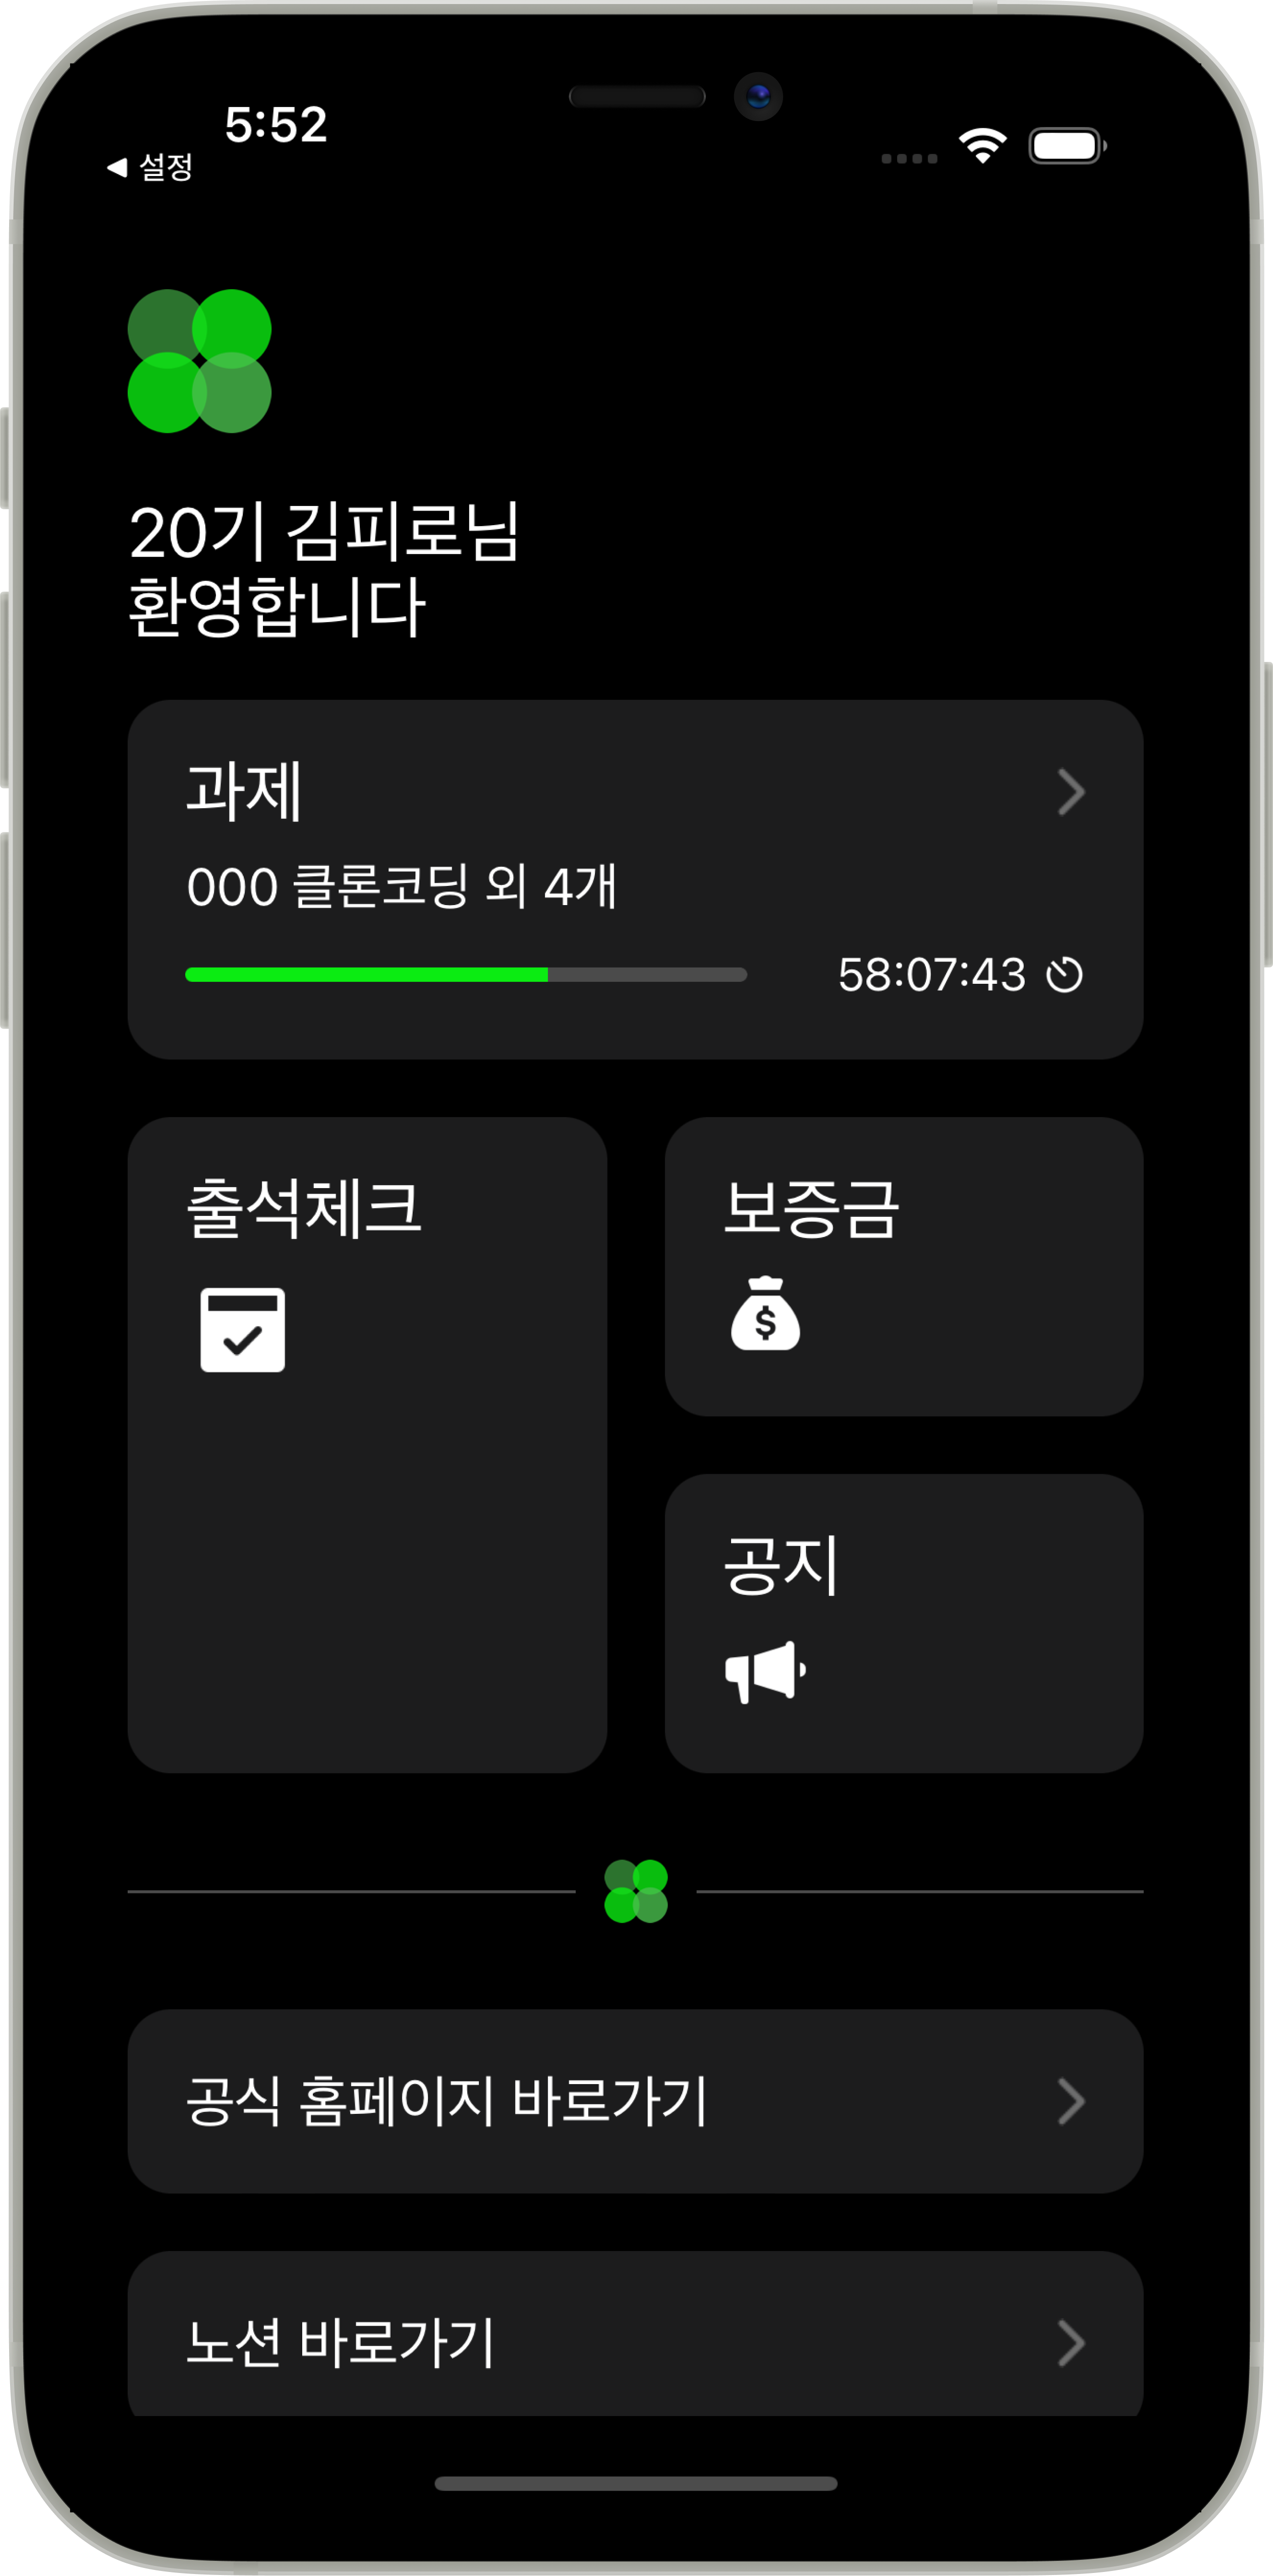 5:52
◀ 설정
20기 김피로님
환영합니다
과제
000 클론코딩 외 4개
58:07:43
출석체크
보증금
$
공지
공식 홈페이지 바로가기
노션 바로가기